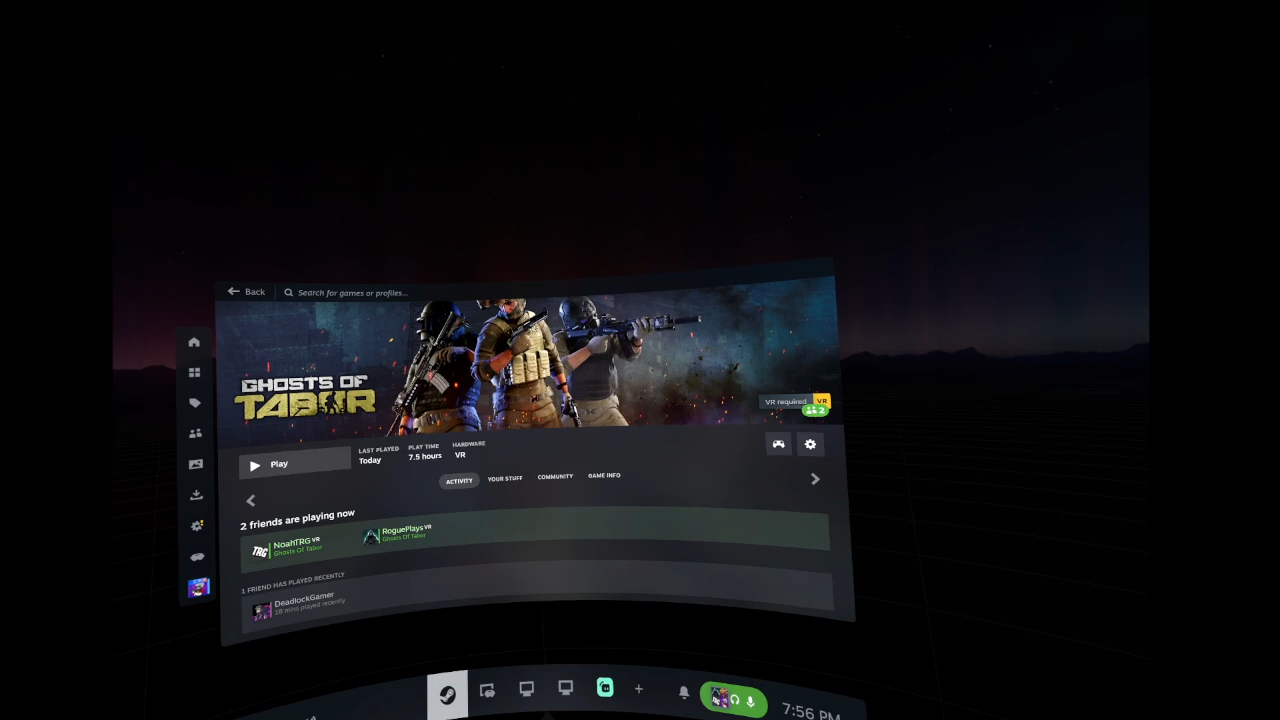 Back
Search for games or profiles...
GHOSTS OF
TABOR
VR required
VR
2
Play
LAST PLAYED
Today
PLAY TIME
7.5 hours
HARDWARE
VR
ACTIVITY
YOUR STUFF
COMMUNITY
GAME INFO
2 friends are playing now
TRG
NoahTRG VR
Ghosts Of Tabor
RoguePlays VR
Ghosts Of Tabor
1 FRIEND HAS PLAYED RECENTLY
DeadlockGamer
18 mins played recently
7:56 PM